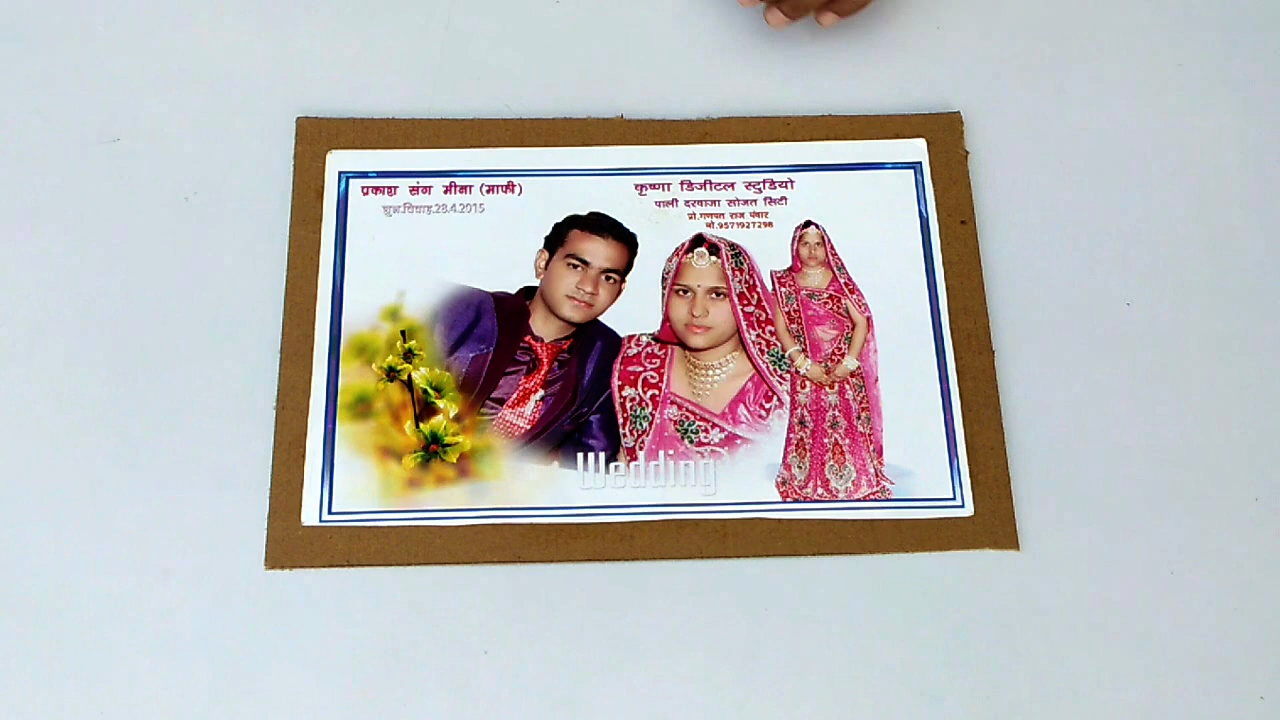 प्रकाश संग मीना (माफी)
शुभ.विवाह.28.4.2015
कृष्णा डिजीटल स्टुडियो
पाली दरवाजा सोजत सिटी
प्रो.गणपत राज पंवार
मो.9571927298
Wedding